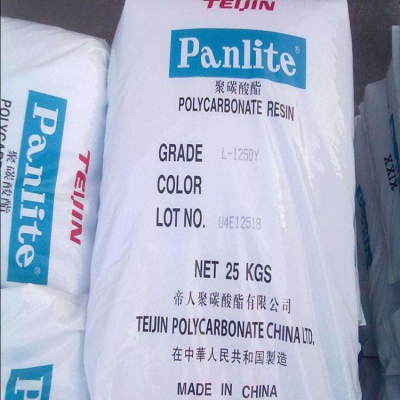 TEIJIN
Panlite®
聚碳酸酯
POLYCARBONATE RESIN
GRADE L-1250Y
COLOR
LOT NO. U4E12518
NET 25 KGS
帝人聚碳酸酯有限公司
TEIJIN POLYCARBONATE CHINA LTD.
在中華人民共和国製造
MADE IN CHINA
TEIJIN
Panlite®
聚碳酸酯
Panlite
XIXX